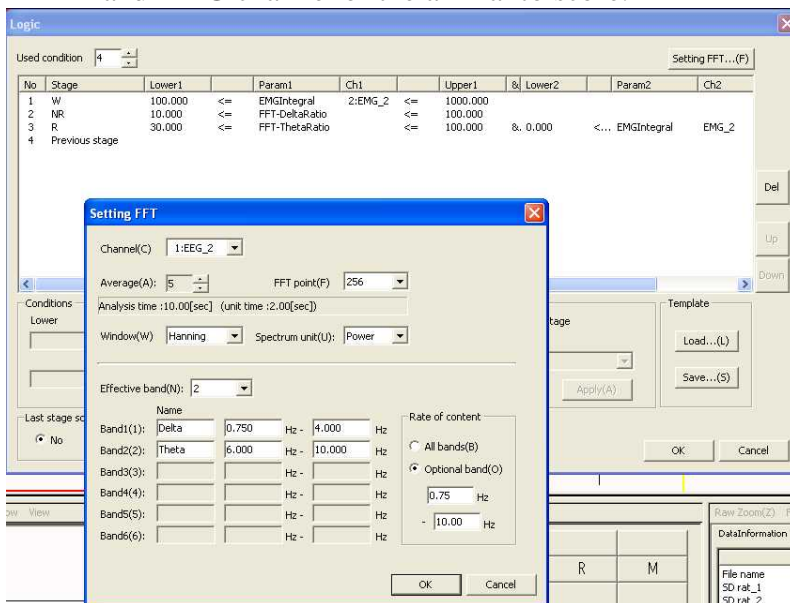 Logic
Used condition 4 Setting FFT...(F)
No Stage Lower1 Param1 Ch1 Upper1 & Lower2 Param2 Ch2
1 W 100.000 <= EMGIntegral 2:EMG_2 <= 1000.000
2 NR 10.000 <= FFT-DeltaRatio <= 100.000
3 R 30.000 <= FFT-ThetaRatio <= 100.000 &. 0.000 <... EMGIntegral EMG_2
4 Previous stage
Del
Up
Down
Setting FFT
Channel(C) 1:EEG_2
Average(A): 5 FFT point(F) 256
Analysis time :10.00[sec] (unit time :2.00[sec])
Window(W) Hanning Spectrum unit(U): Power
Effective band(N): 2
Name
Band1(1): Delta 0.750 Hz - 4.000 Hz
Band2(2): Theta 6.000 Hz - 10.000 Hz
Band3(3): Hz - Hz
Band4(4): Hz - Hz
Band5(5): Hz - Hz
Band6(6): Hz - Hz
Rate of content
All bands(B)
Optional band(O)
0.75 Hz
- 10.00 Hz
OK Cancel
Conditions
Lower
Last stage sc
No
tage
Apply(A)
Template
Load...(L)
Save...(S)
OK Cancel
ow View
R M
Raw Zoom(Z) F
DataInformation
File name
SD rat_1
SD rat_2